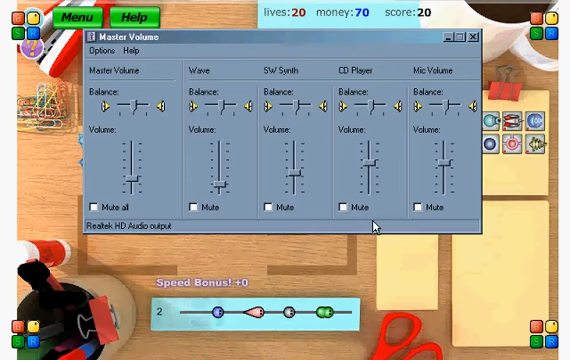 Menu Help
lives:20 money:70 score:20
S R
S R
Master Volume
Options Help
Master Volume Wave SW Synth CD Player Mic Volume
Balance: Balance: Balance: Balance: Balance:
Volume: Volume: Volume: Volume: Volume:
Mute all Mute Mute Mute Mute
Realtek HD Audio output
Speed Bonus! +0
2
S R
S R